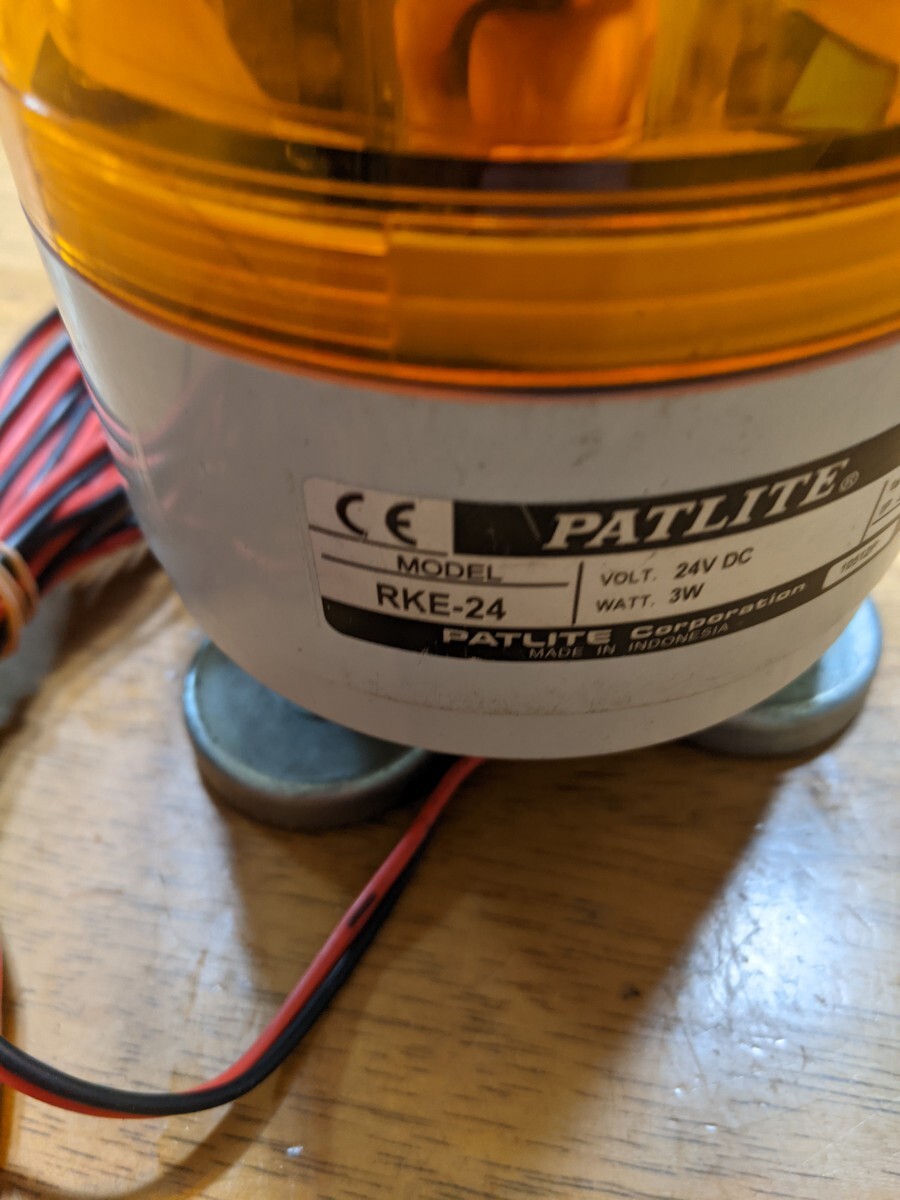 CE
PATLITE®
MODEL
RKE-24
VOLT. 24V DC
WATT. 3W
PATLITE Corporation
MADE IN INDONESIA